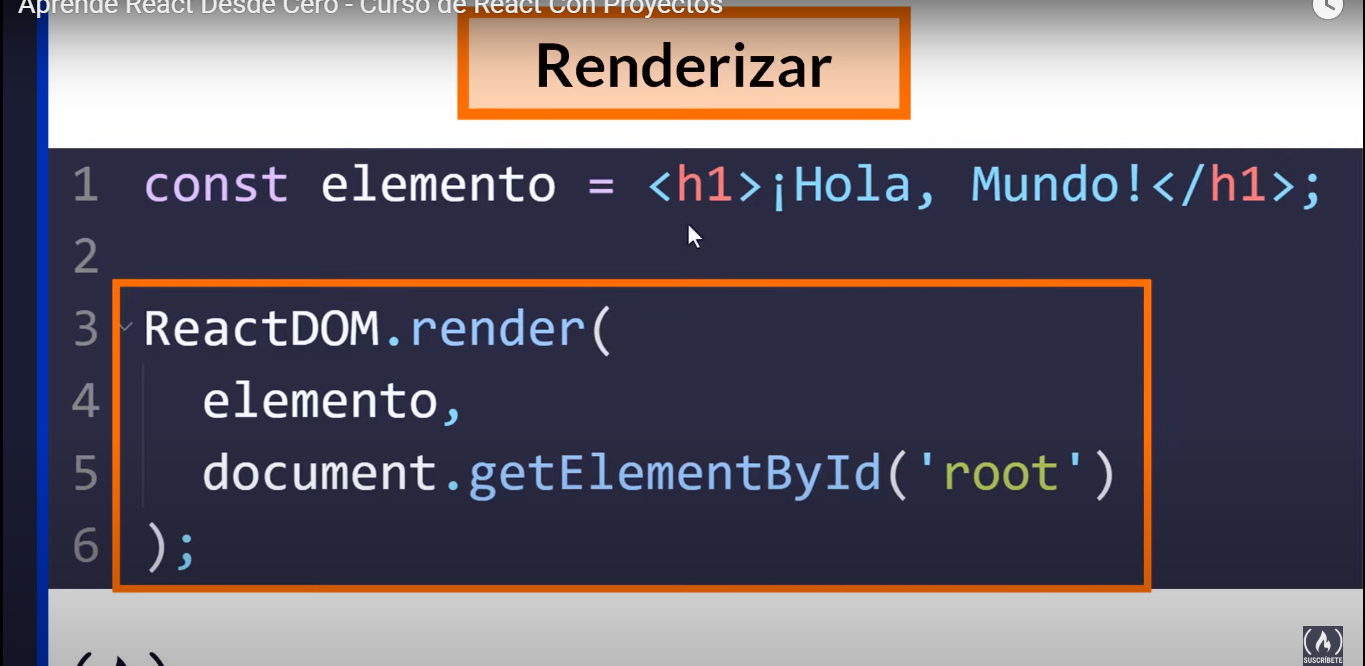 Aprende React Desde Cero - Curso de React Con Proyectos
Renderizar
1 const elemento = <h1>¡Hola, Mundo!</h1>;
2
3 ReactDOM.render(
4 elemento,
5 document.getElementById('root')
6 );
SUSCRÍBETE